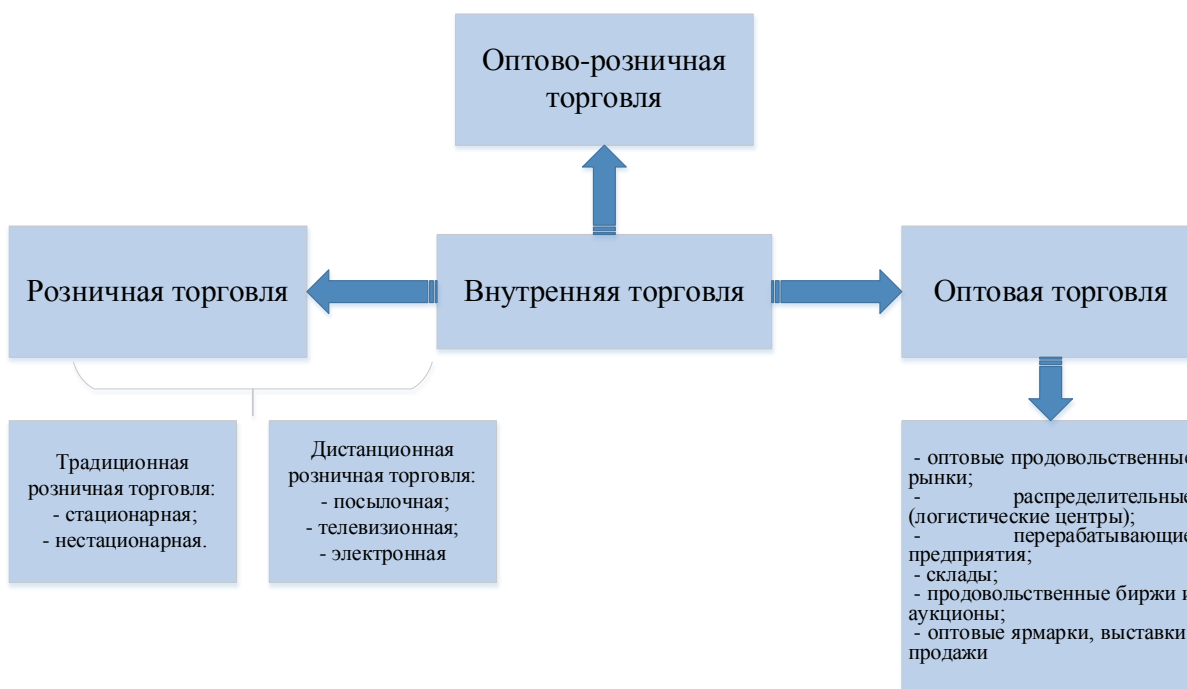 Оптово-розничная
торговля
Розничная торговля
Внутренняя торговля
Оптовая торговля
Традиционная
розничная торговля:
- стационарная;
- нестационарная.
Дистанционная
розничная торговля:
- посылочная;
- телевизионная;
- электронная
- оптовые продовольственные
рынки;
- распределительные
(логистические центры);
- перерабатывающие
предприятия;
- склады;
- продовольственные биржи и
аукционы;
- оптовые ярмарки, выставки
продажи